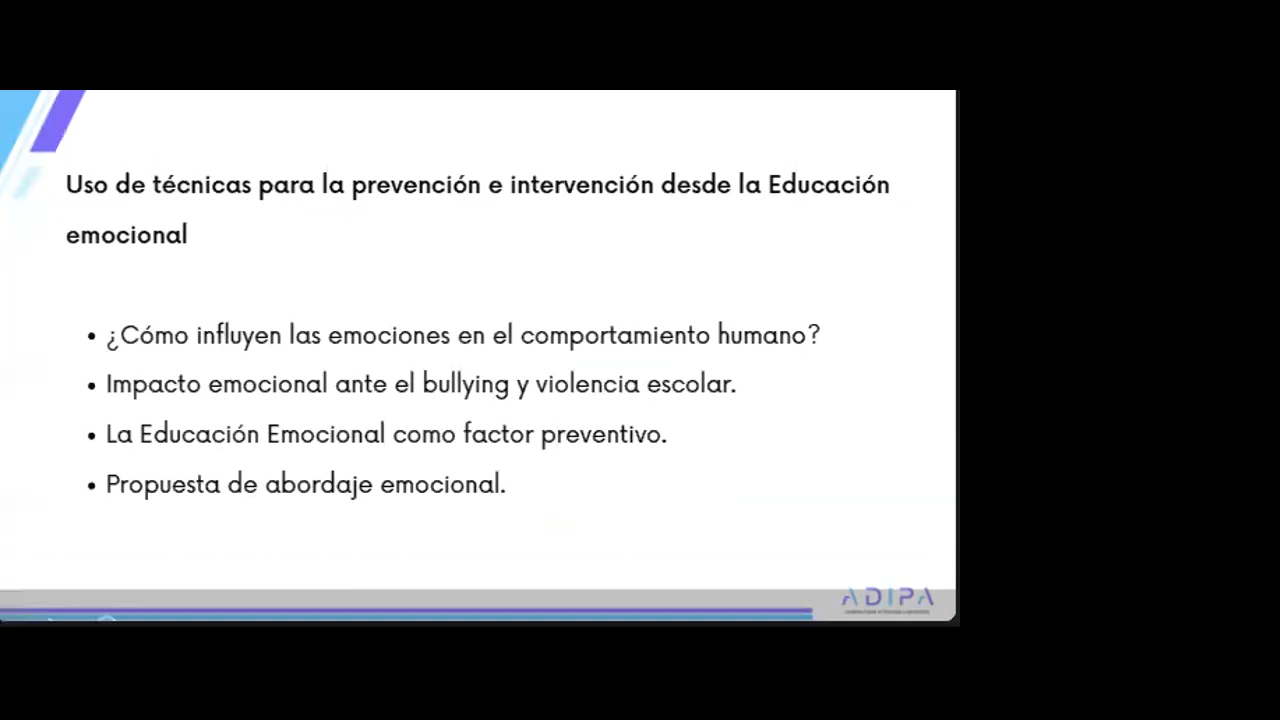 Uso de técnicas para la prevención e intervención desde la Educación
emocional
• ¿Cómo influyen las emociones en el comportamiento humano?
• Impacto emocional ante el bullying y violencia escolar.
• La Educación Emocional como factor preventivo.
• Propuesta de abordaje emocional.
ADIPA